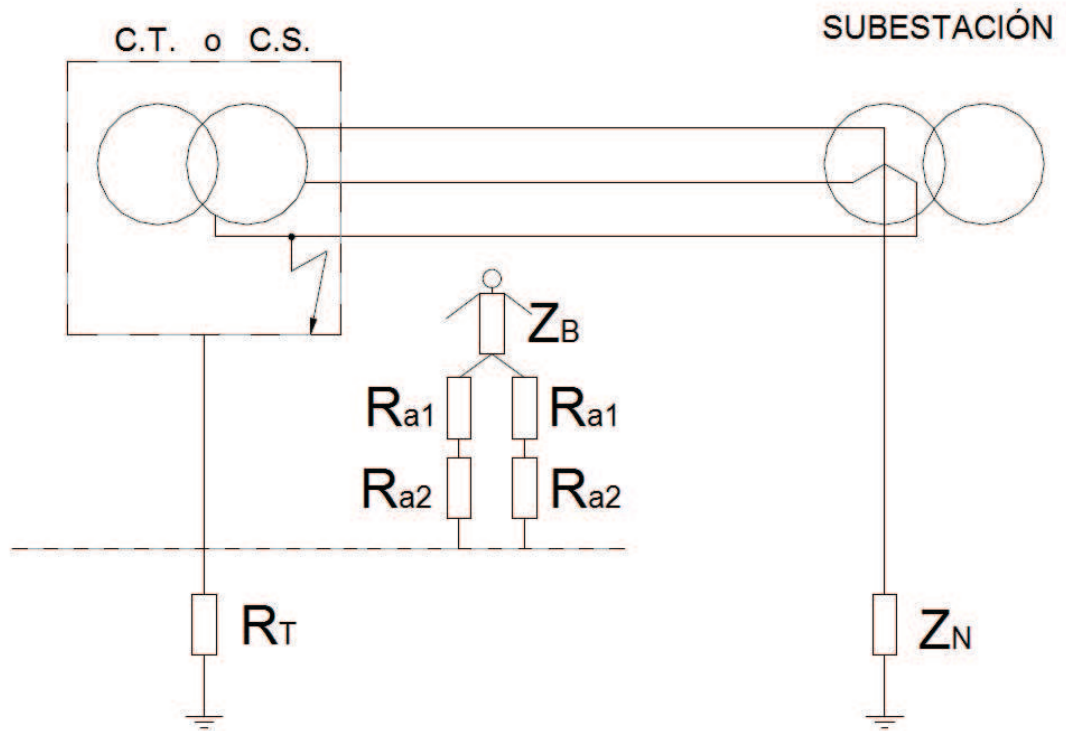 SUBESTACIÓN
C.T. o C.S.
ZB
Ra1 Ra1
Ra2 Ra2
RT
ZN